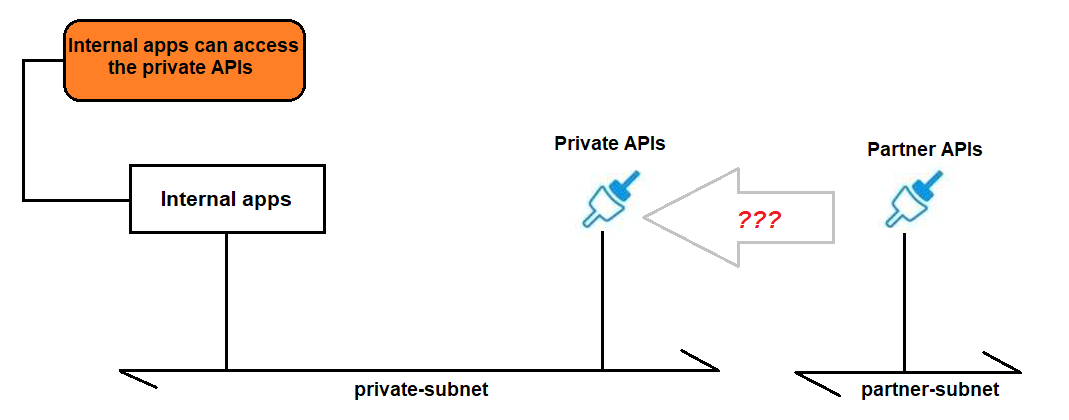 Internal apps can access
the private APIs
Private APIs
Partner APIs
Internal apps
???
private-subnet
partner-subnet